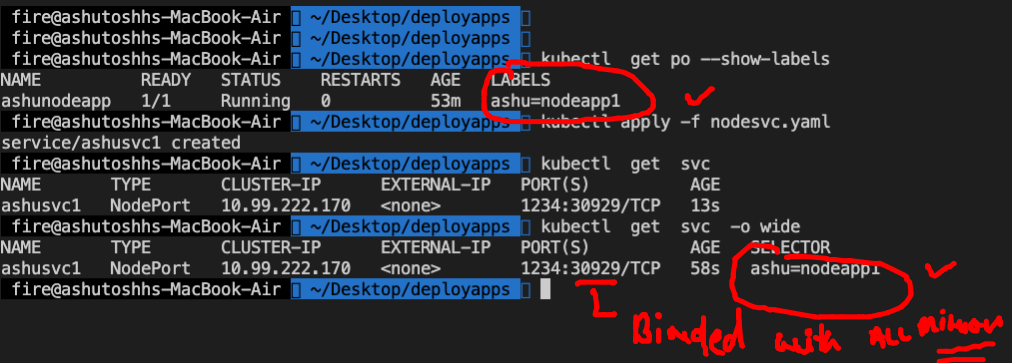 fire@ashutoshhs-MacBook-Air ~/Desktop/deployapps
fire@ashutoshhs-MacBook-Air ~/Desktop/deployapps
fire@ashutoshhs-MacBook-Air ~/Desktop/deployapps kubectl get po --show-labels
NAME READY STATUS RESTARTS AGE LABELS
ashunodeapp 1/1 Running 0 53m ashu=nodeapp1
fire@ashutoshhs-MacBook-Air ~/Desktop/deployapps kubectl apply -f nodesvc.yaml
service/ashusvc1 created
fire@ashutoshhs-MacBook-Air ~/Desktop/deployapps kubectl get svc
NAME TYPE CLUSTER-IP EXTERNAL-IP PORT(S) AGE
ashusvc1 NodePort 10.99.222.170 <none> 1234:30929/TCP 13s
fire@ashutoshhs-MacBook-Air ~/Desktop/deployapps kubectl get svc -o wide
NAME TYPE CLUSTER-IP EXTERNAL-IP PORT(S) AGE SELECTOR
ashusvc1 NodePort 10.99.222.170 <none> 1234:30929/TCP 58s ashu=nodeapp1
fire@ashutoshhs-MacBook-Air ~/Desktop/deployapps
Binded with ALL